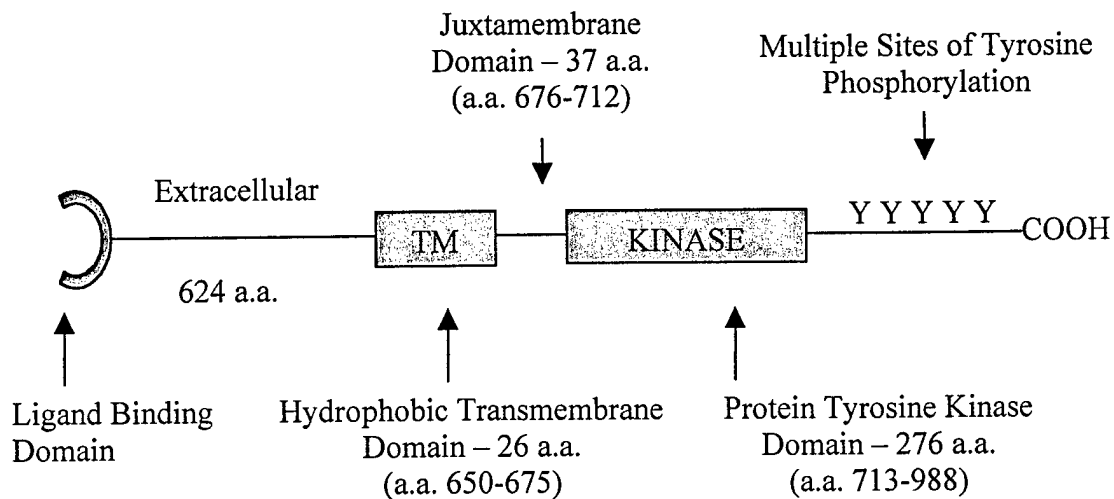 Juxtamembrane
Domain – 37 a.a.
(a.a. 676-712)
Multiple Sites of Tyrosine
Phosphorylation
Extracellular
TM
KINASE
Y Y Y Y Y
COOH
624 a.a.
Ligand Binding
Domain
Hydrophobic Transmembrane
Domain – 26 a.a.
(a.a. 650-675)
Protein Tyrosine Kinase
Domain – 276 a.a.
(a.a. 713-988)